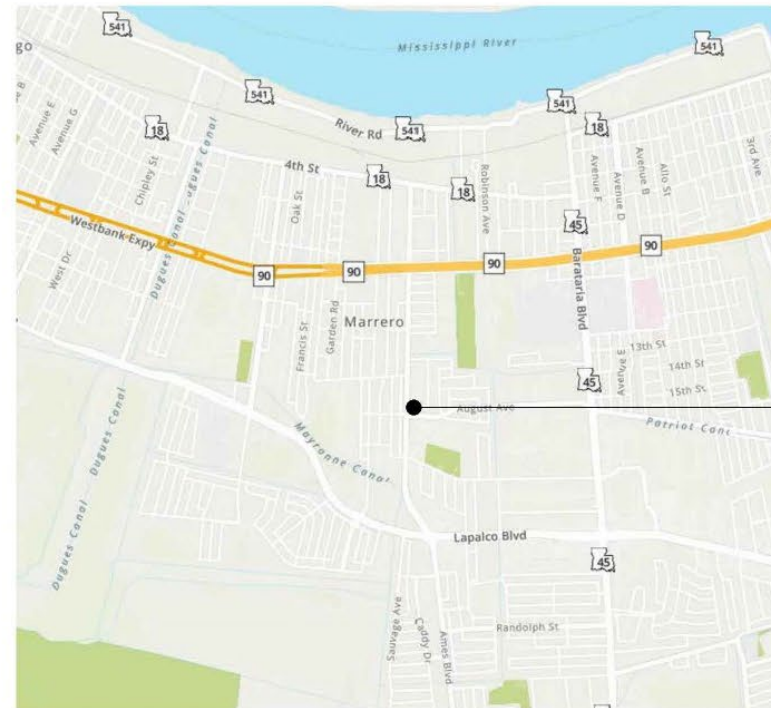 541
541
Mississippi River
541
go
541
541
18
River Rd
18
Avenue E
Avenue G
Chipley St
4th St
18
18
Robinson Ave
Avenue F
Avenue D
Avenue B
Allo St
3rd Ave
Oak St
45
Dugues Canal
Westbank Expy
90
90
90
90
West Dr
Barataria Blvd
Francis St
Garden Rd
Marrero
13th St
Avenue E
14th St
15th St
45
August Ave
Patriot Cant
Mayronne Canal
Dugues Canal
Dugues Canal
Lapalco Blvd
45
Sauvage Ave
Caddy Dr
Ames Blvd
Randolph St